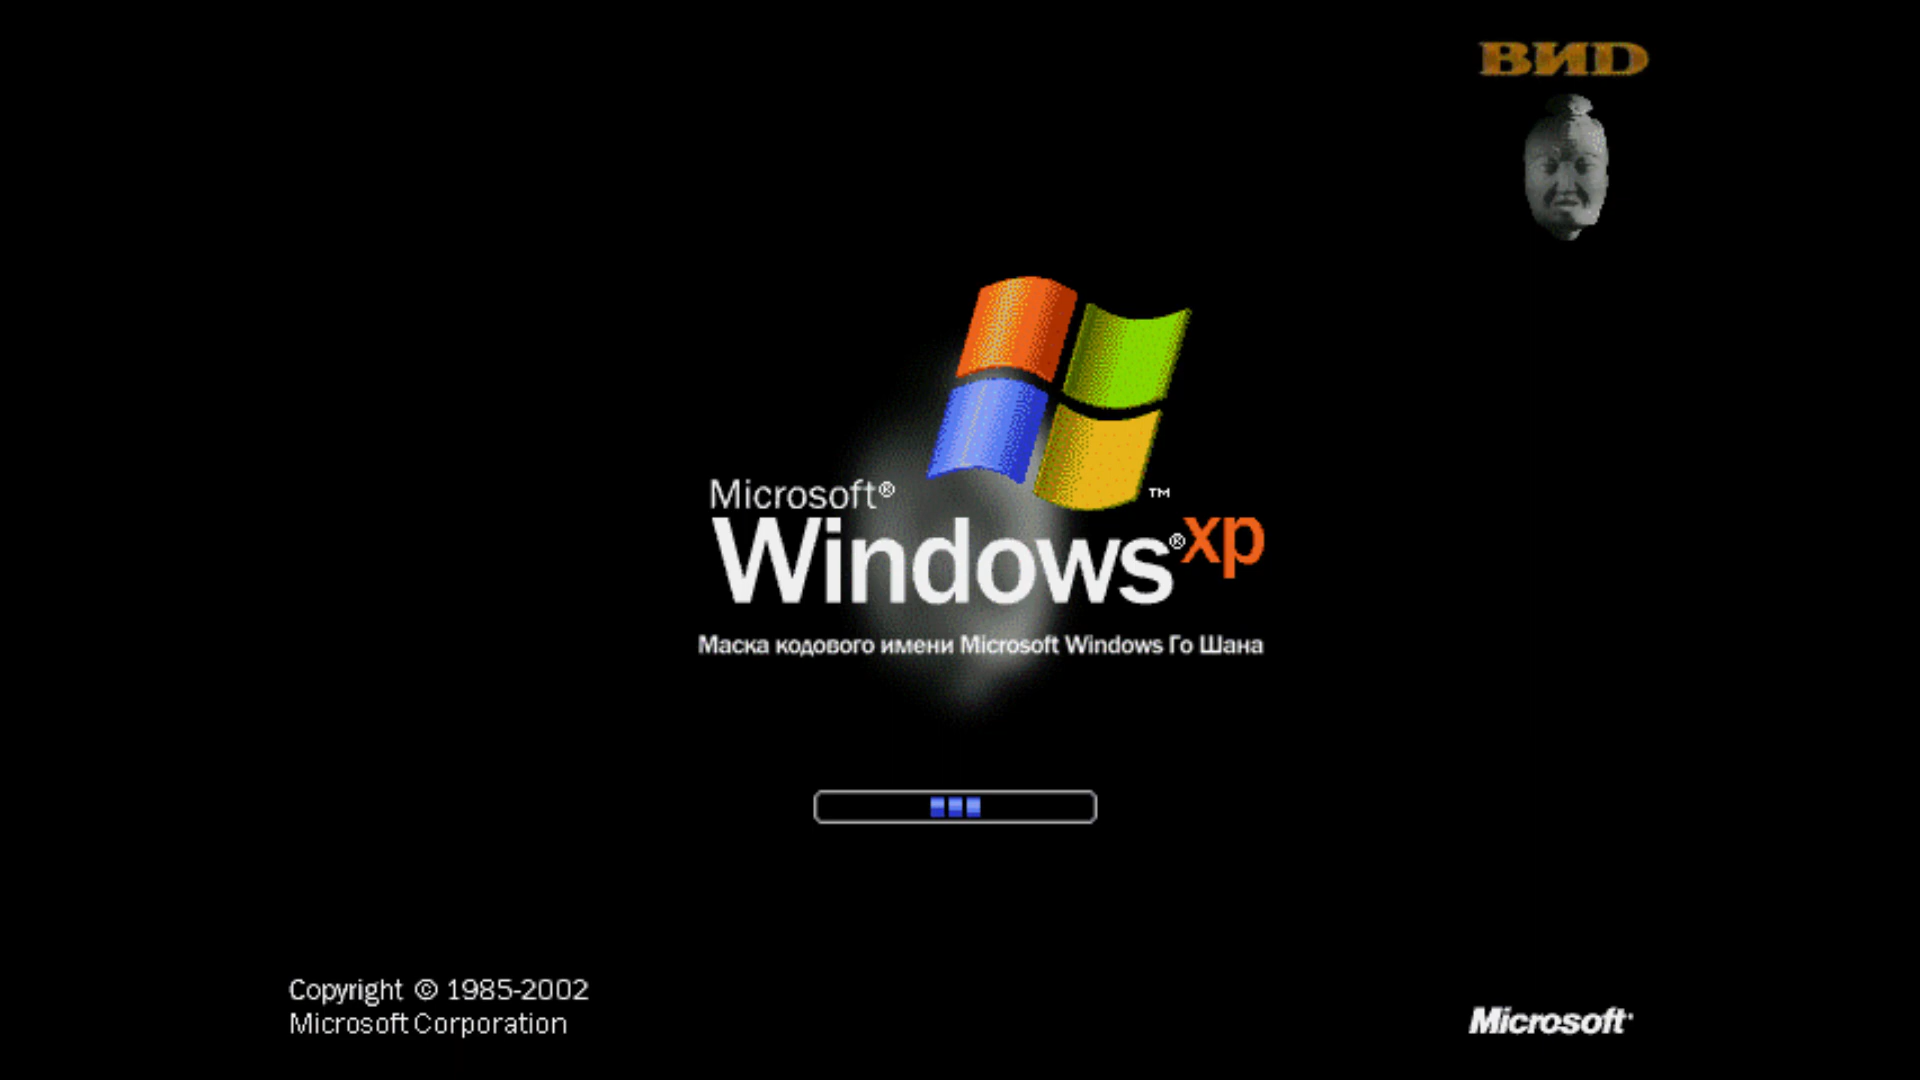 ВИD
Microsoft®
Windows® xp ™
Маска кодового имени Microsoft Windows Го Шана
Copyright © 1985-2002
Microsoft Corporation
Microsoft